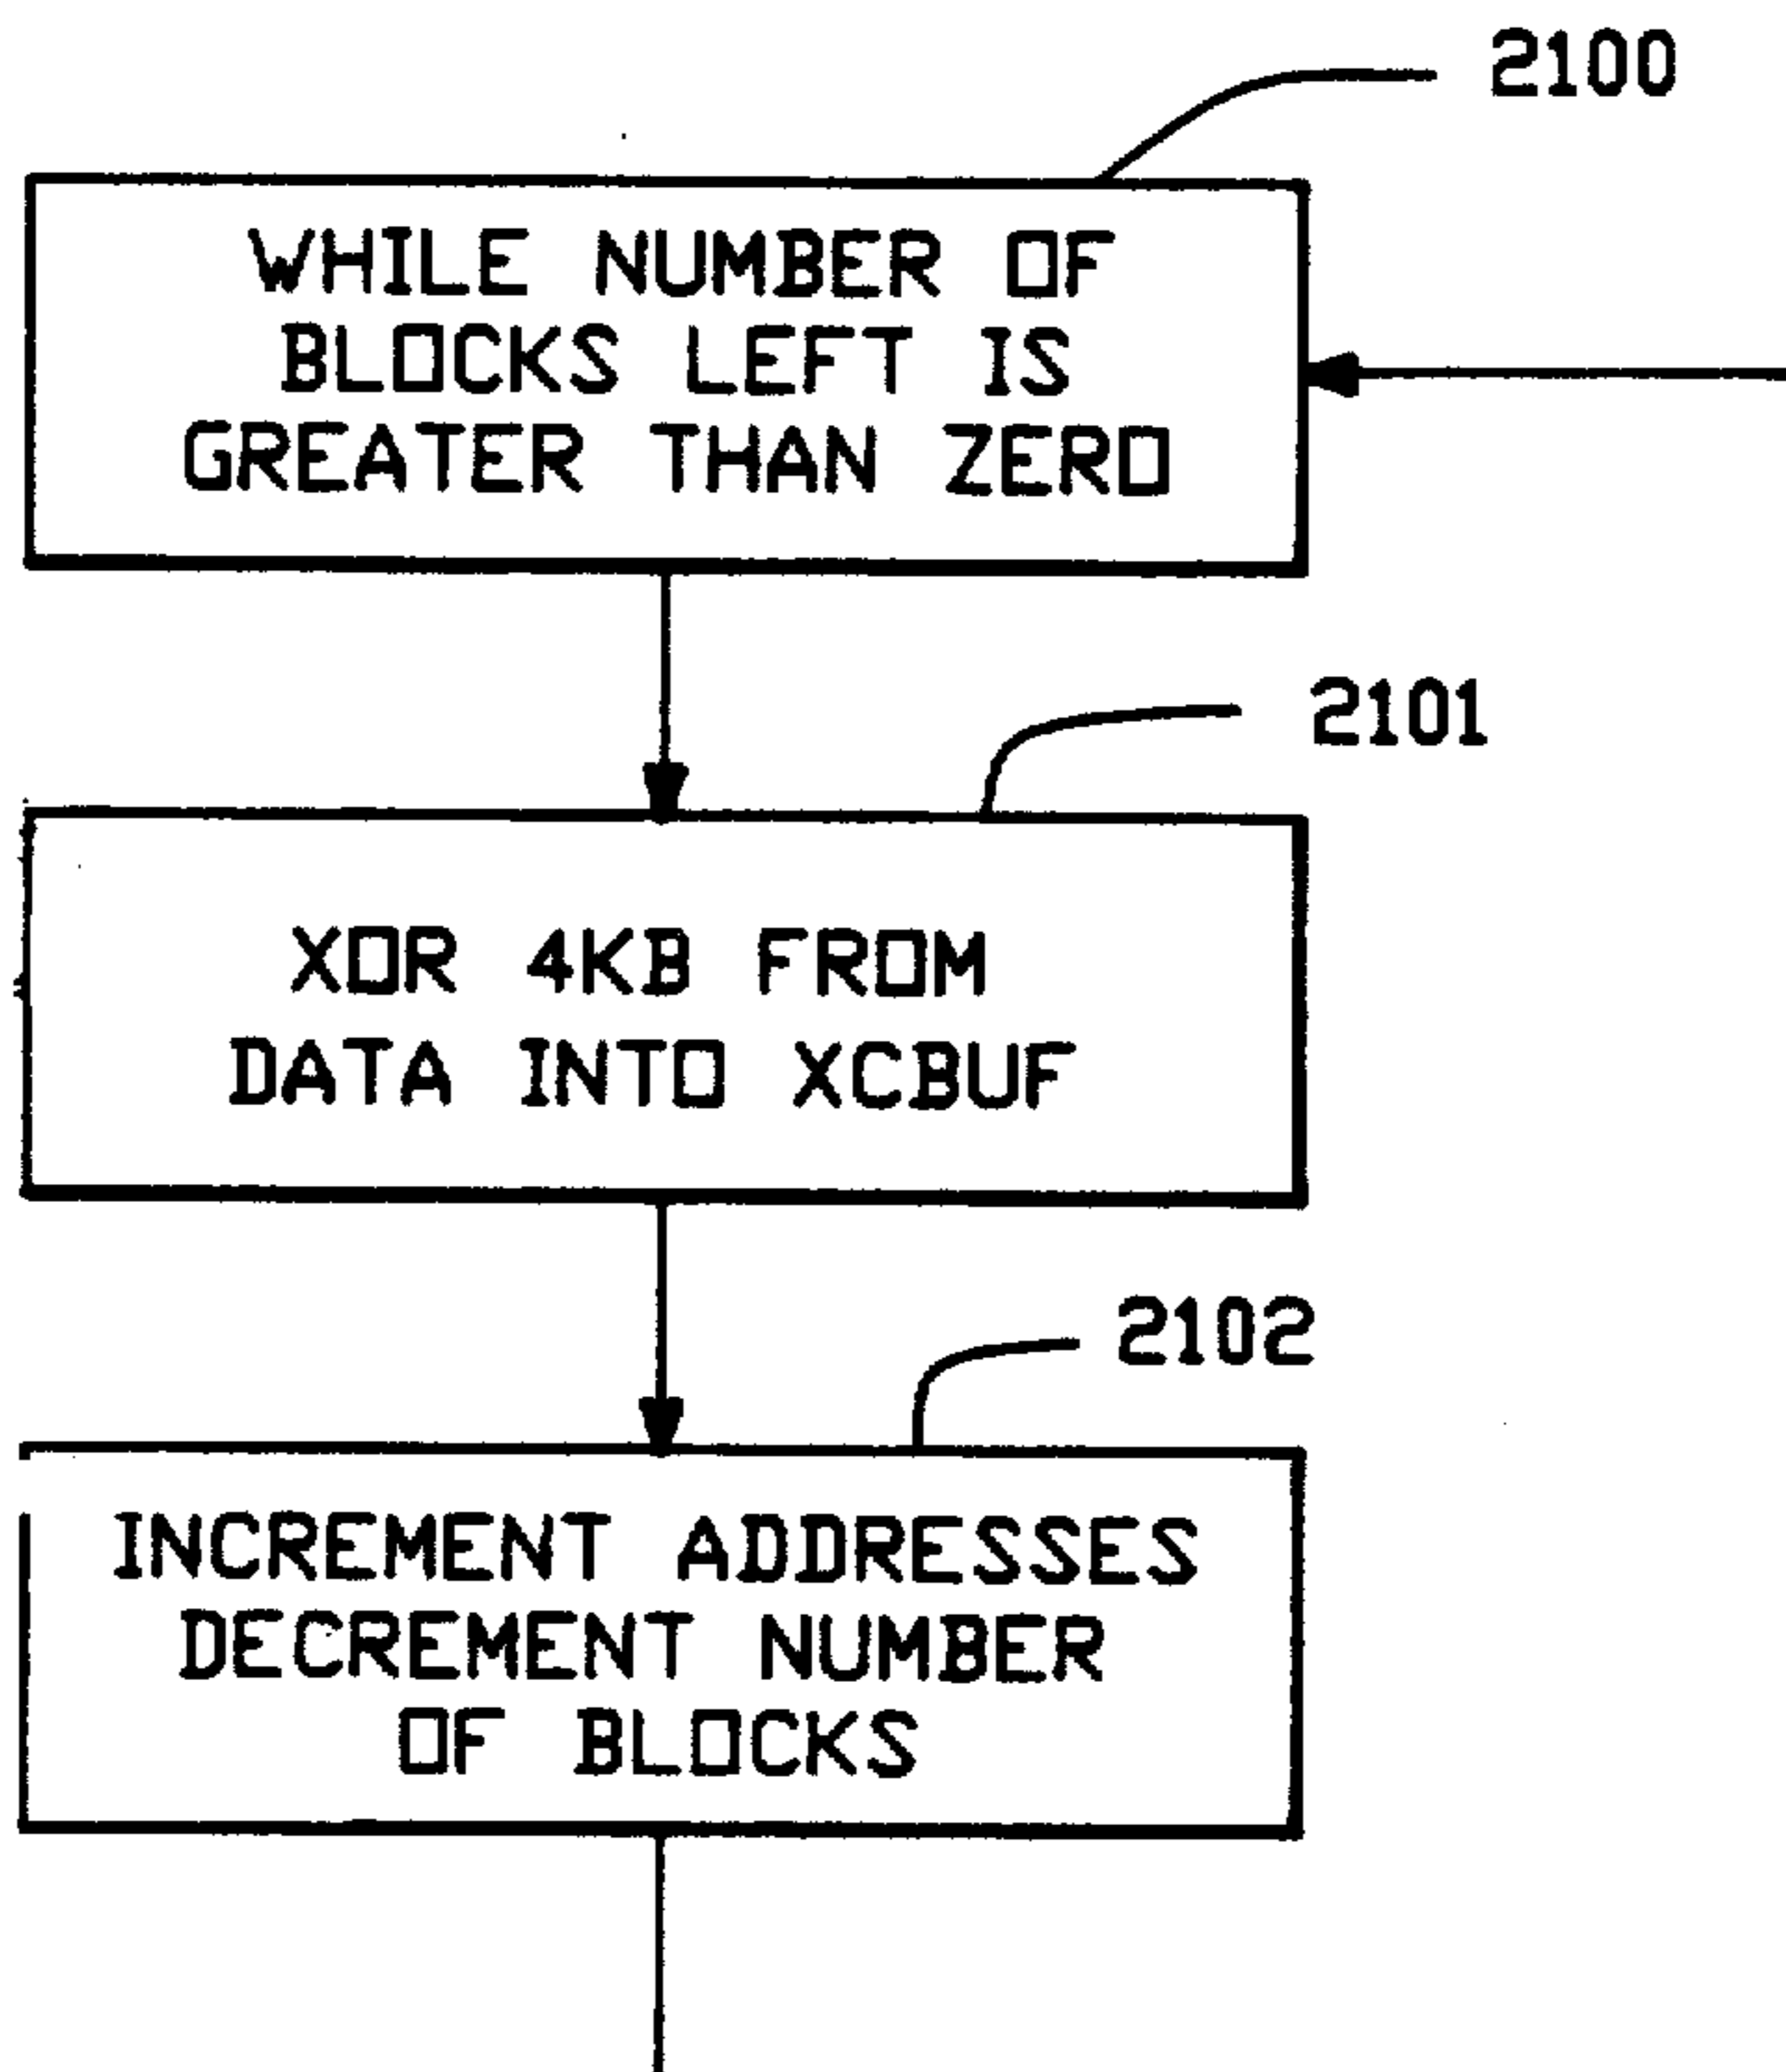 2100
WHILE NUMBER OF
BLOCKS LEFT IS
GREATER THAN ZERO
2101
XOR 4KB FROM
DATA INTO XCBUF
2102
INCREMENT ADDRESSES
DECREMENT NUMBER
OF BLOCKS